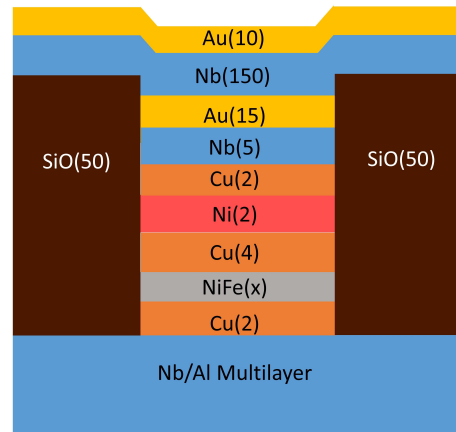 Au(10)
Nb(150)
Au(15)
Nb(5)
SiO(50)
SiO(50)
Cu(2)
Ni(2)
Cu(4)
NiFe(x)
Cu(2)
Nb/Al Multilayer